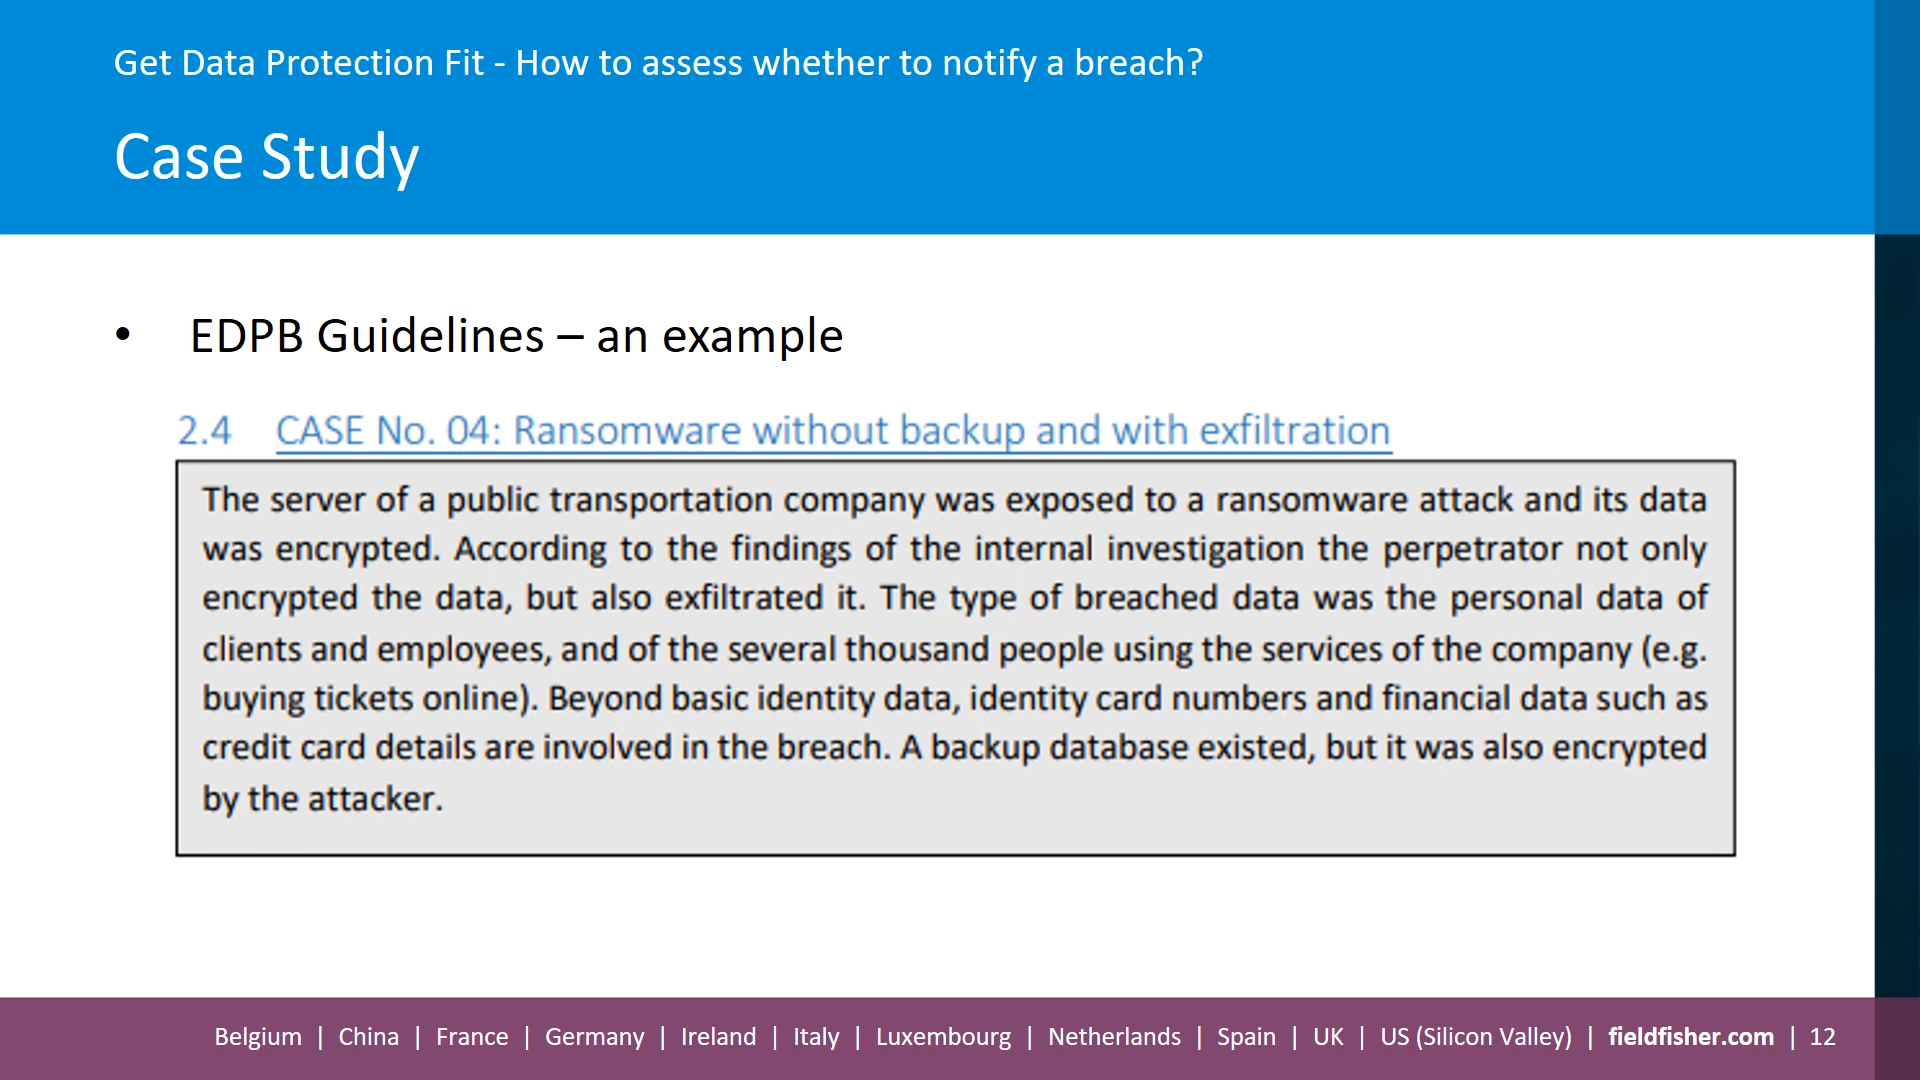 Get Data Protection Fit - How to assess whether to notify a breach?
Case Study
• EDPB Guidelines – an example
2.4 CASE No. 04: Ransomware without backup and with exfiltration
The server of a public transportation company was exposed to a ransomware attack and its data
was encrypted. According to the findings of the internal investigation the perpetrator not only
encrypted the data, but also exfiltrated it. The type of breached data was the personal data of
clients and employees, and of the several thousand people using the services of the company (e.g.
buying tickets online). Beyond basic identity data, identity card numbers and financial data such as
credit card details are involved in the breach. A backup database existed, but it was also encrypted
by the attacker.
Belgium | China | France | Germany | Ireland | Italy | Luxembourg | Netherlands | Spain | UK | US (Silicon Valley) | fieldfisher.com | 12